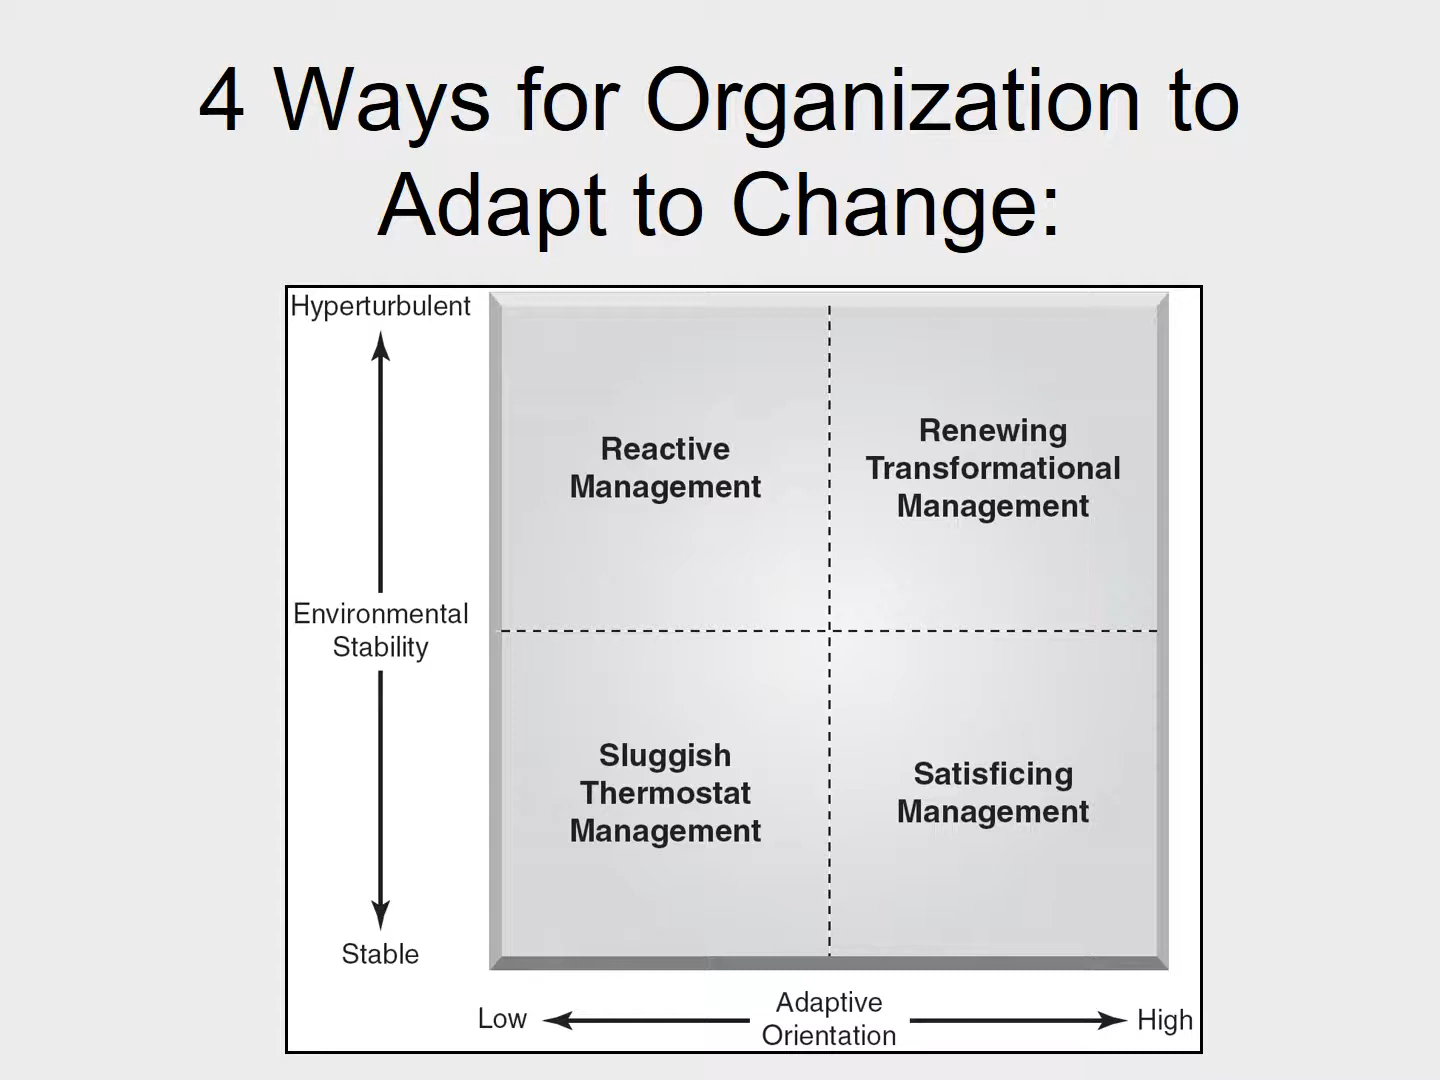 4 Ways for Organization to
Adapt to Change:
Hyperturbulent
Environmental
Stability
Stable
Reactive
Management
Renewing
Transformational
Management
Sluggish
Thermostat
Management
Satisficing
Management
Low
Adaptive
Orientation
High